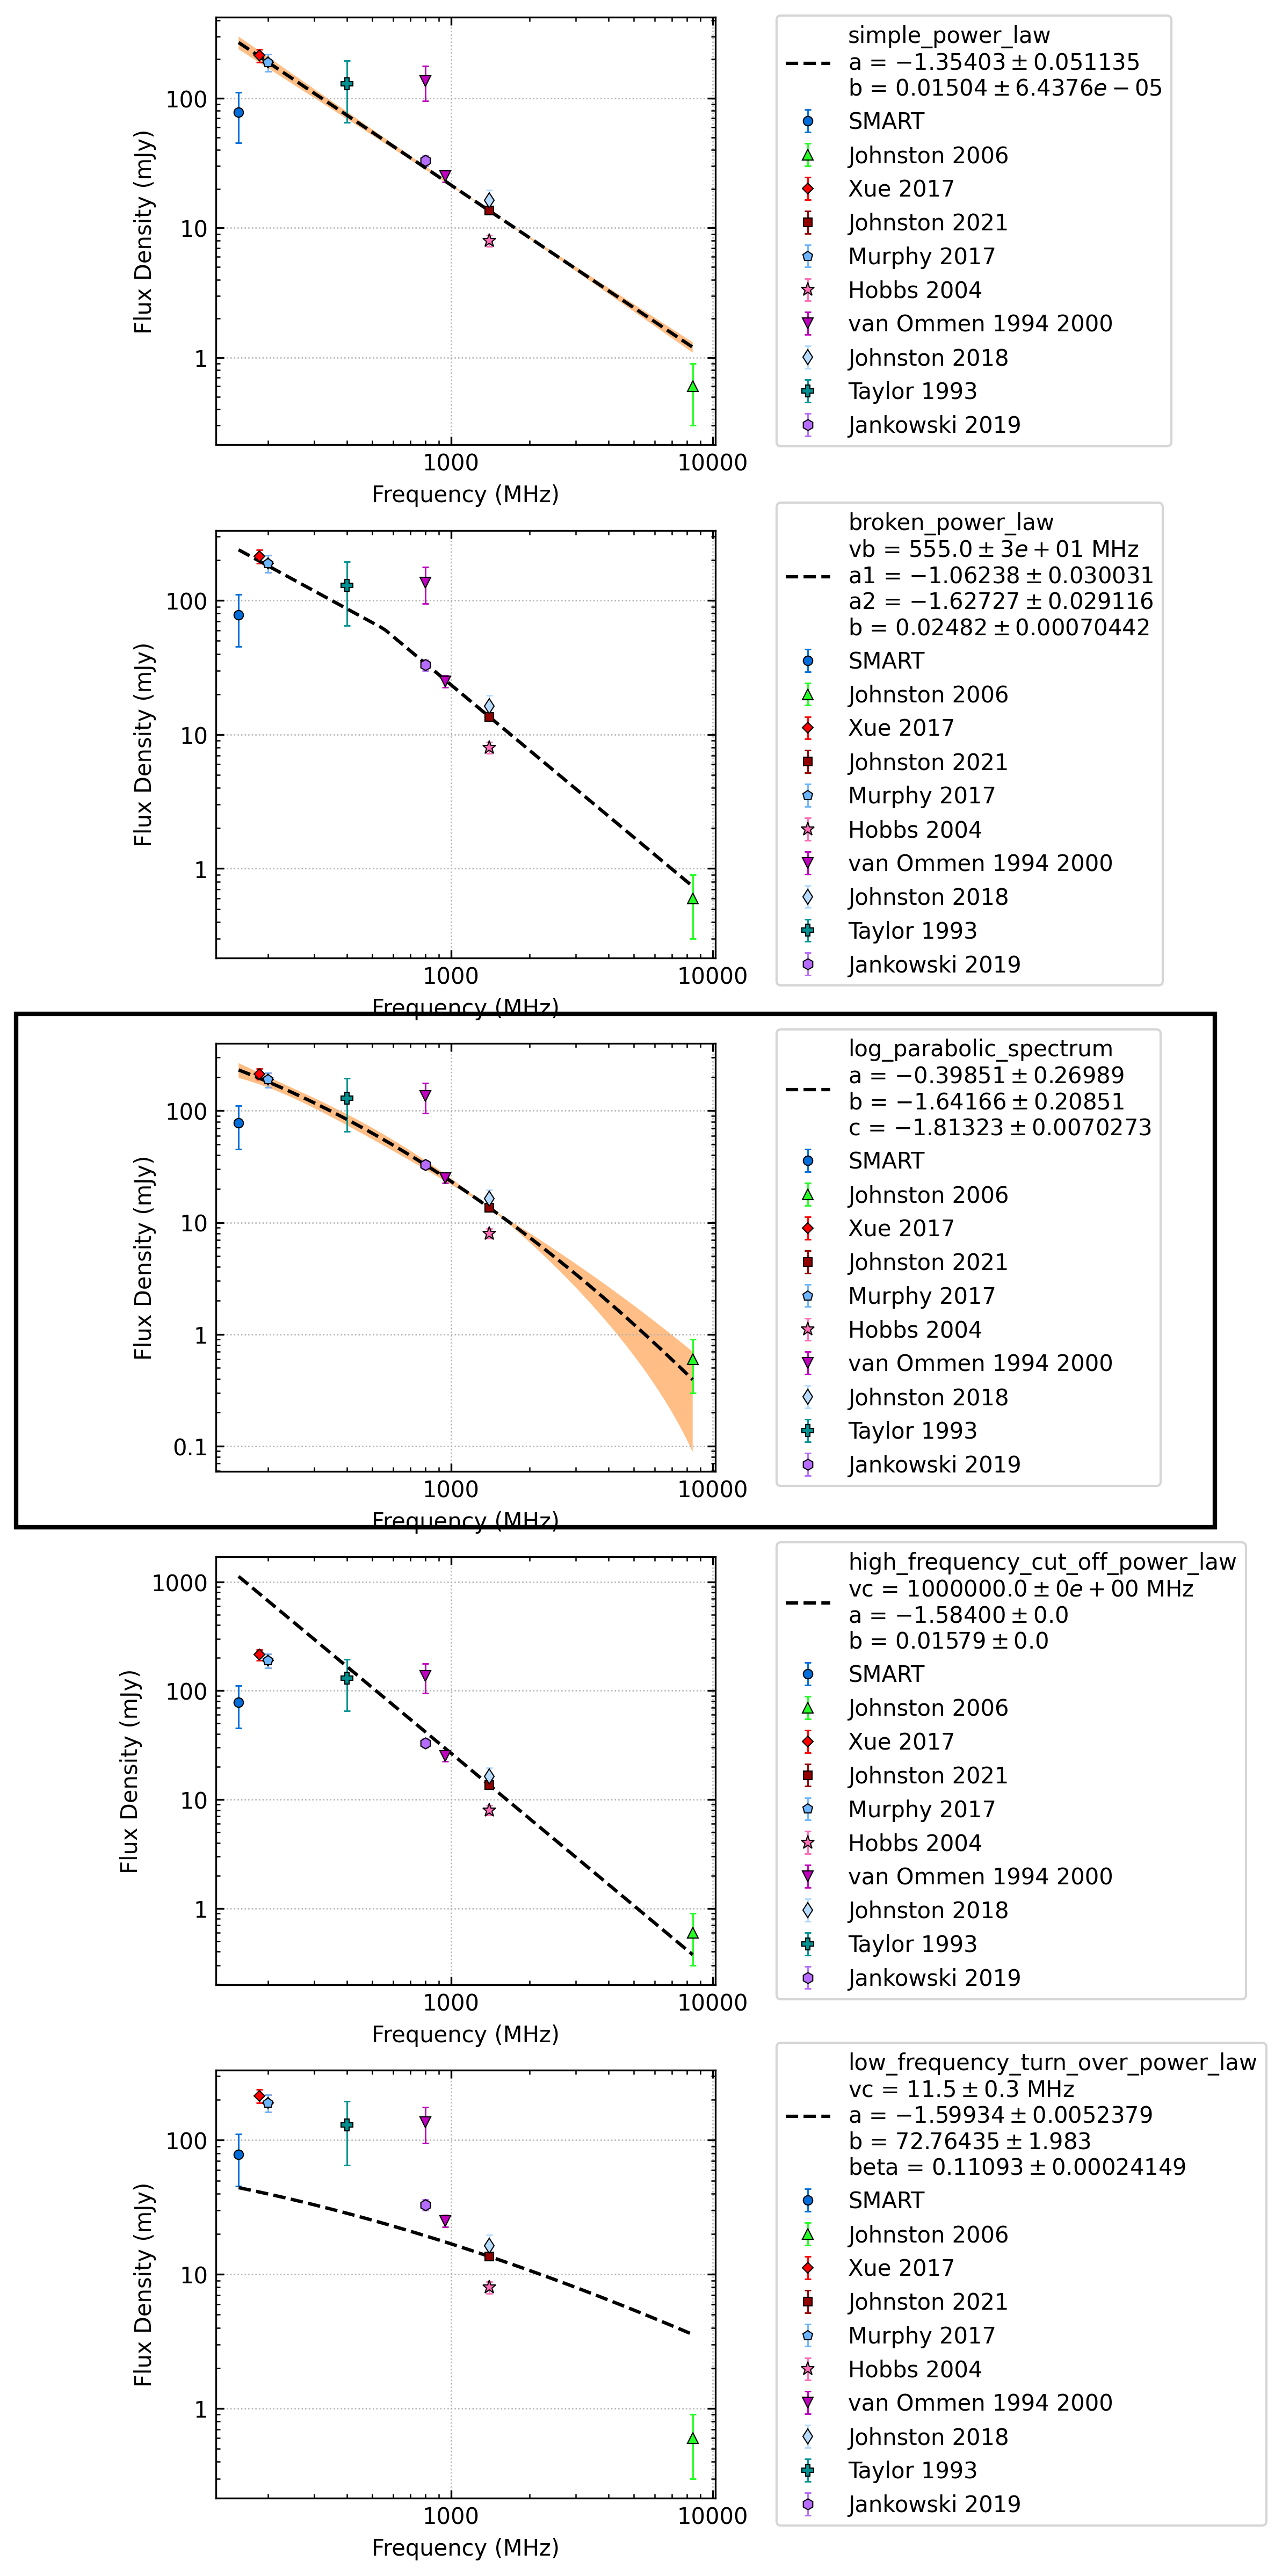 simple_power_law
a = −1.35403 ± 0.051135
b = 0.01504 ± 6.4376e − 05
SMART
Johnston 2006
Xue 2017
Johnston 2021
Murphy 2017
Hobbs 2004
van Ommen 1994 2000
Johnston 2018
Taylor 1993
Jankowski 2019
100
10
1
Flux Density (mJy)
1000 10000
Frequency (MHz)
broken_power_law
vb = 555.0 ± 3e + 01 MHz
a1 = −1.06238 ± 0.030031
a2 = −1.62727 ± 0.029116
b = 0.02482 ± 0.00070442
SMART
Johnston 2006
Xue 2017
Johnston 2021
Murphy 2017
Hobbs 2004
van Ommen 1994 2000
Johnston 2018
Taylor 1993
Jankowski 2019
100
10
1
Flux Density (mJy)
1000 10000
Frequency (MHz)
log_parabolic_spectrum
a = −0.39851 ± 0.26989
b = −1.64166 ± 0.20851
c = −1.81323 ± 0.0070273
SMART
Johnston 2006
Xue 2017
Johnston 2021
Murphy 2017
Hobbs 2004
van Ommen 1994 2000
Johnston 2018
Taylor 1993
Jankowski 2019
100
10
1
0.1
Flux Density (mJy)
1000 10000
Frequency (MHz)
high_frequency_cut_off_power_law
vc = 1000000.0 ± 0e + 00 MHz
a = −1.58400 ± 0.0
b = 0.01579 ± 0.0
SMART
Johnston 2006
Xue 2017
Johnston 2021
Murphy 2017
Hobbs 2004
van Ommen 1994 2000
Johnston 2018
Taylor 1993
Jankowski 2019
1000
100
10
1
Flux Density (mJy)
1000 10000
Frequency (MHz)
low_frequency_turn_over_power_law
vc = 11.5 ± 0.3 MHz
a = −1.59934 ± 0.0052379
b = 72.76435 ± 1.983
beta = 0.11093 ± 0.00024149
SMART
Johnston 2006
Xue 2017
Johnston 2021
Murphy 2017
Hobbs 2004
van Ommen 1994 2000
Johnston 2018
Taylor 1993
Jankowski 2019
100
10
1
Flux Density (mJy)
1000 10000
Frequency (MHz)